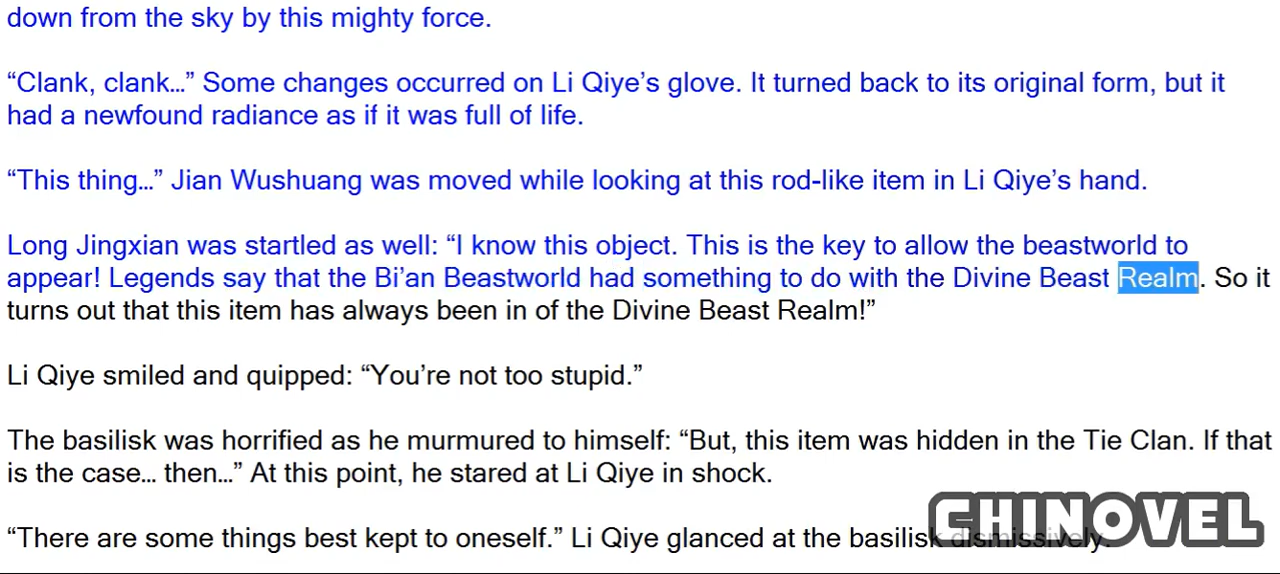 down from the sky by this mighty force.
“Clank, clank…” Some changes occurred on Li Qiye’s glove. It turned back to its original form, but it
had a newfound radiance as if it was full of life.
“This thing…” Jian Wushuang was moved while looking at this rod-like item in Li Qiye’s hand.
Long Jingxian was startled as well: “I know this object. This is the key to allow the beastworld to
appear! Legends say that the Bi’an Beastworld had something to do with the Divine Beast Realm. So it
turns out that this item has always been in of the Divine Beast Realm!”
Li Qiye smiled and quipped: “You’re not too stupid.”
The basilisk was horrified as he murmured to himself: “But, this item was hidden in the Tie Clan. If that
is the case… then…” At this point, he stared at Li Qiye in shock.
“There are some things best kept to oneself.” Li Qiye glanced at the basilisk dismissively.
CHINOVEL